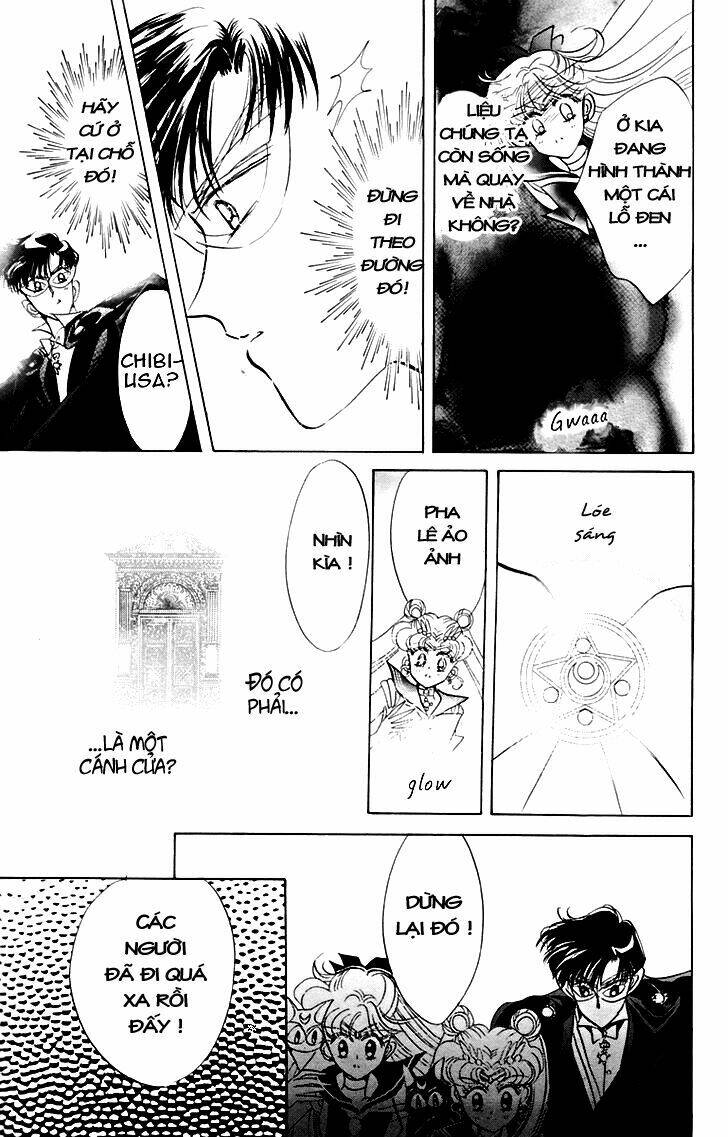 Ở KIA
ĐANG
HÌNH THÀNH
MỘT CÁI
LỖ ĐEN
...
LIỆU
CHÚNG TA
CÒN SỐNG
MÀ QUAY
VỀ NHÀ
KHÔNG?
Gwaaa
ĐỪNG
ĐI
THEO
ĐƯỜNG
ĐÓ!
HÃY
CỨ Ở
TẠI CHỖ
ĐÓ!
CHIBI-
USA?
Lóe
sáng
PHA
LÊ ẢO
ẢNH
glow
NHÌN
KÌA !
ĐÓ CÓ
PHẢI...
...LÀ MỘT
CÁNH CỬA?
DỪNG
LẠI ĐÓ !
CÁC
NGƯỜI
ĐÃ ĐI QUÁ
XA RỒI
ĐẤY !